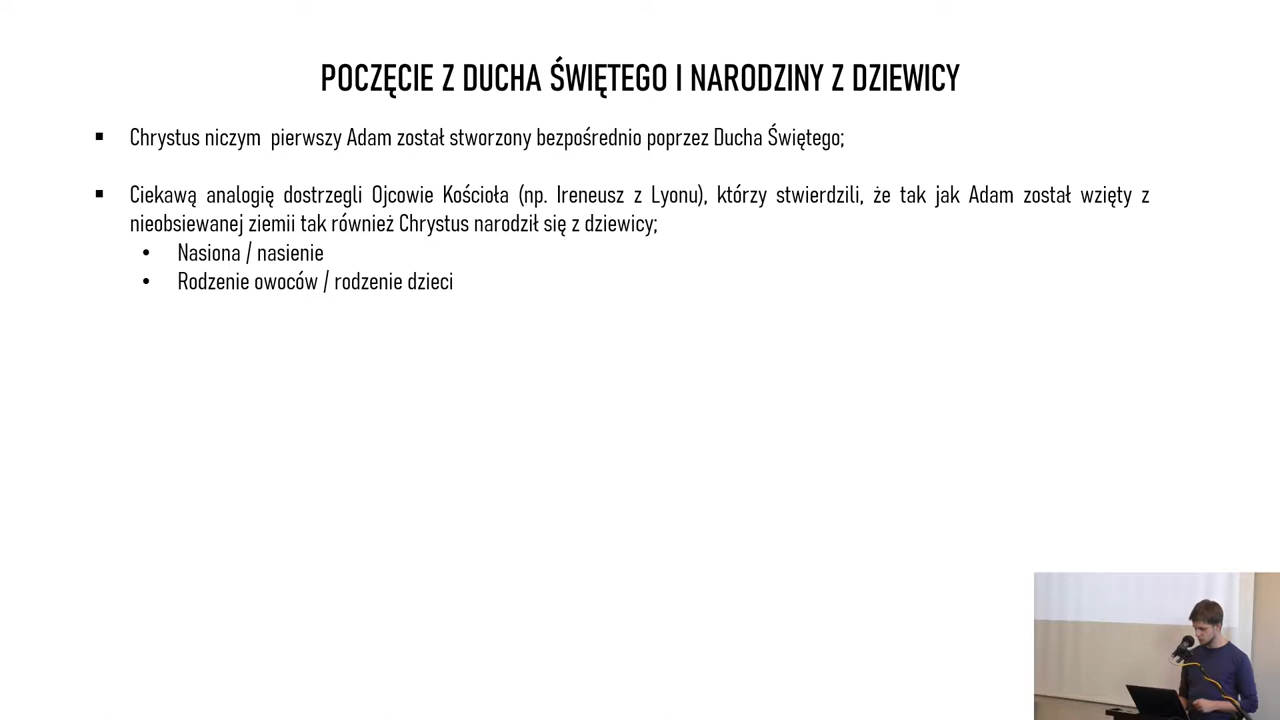 POCZĘCIE Z DUCHA ŚWIĘTEGO I NARODZINY Z DZIEWICY
▪ Chrystus niczym  pierwszy Adam został stworzony bezpośrednio poprzez Ducha Świętego;
▪ Ciekawą analogię dostrzegli Ojcowie Kościoła (np. Ireneusz z Lyonu), którzy stwierdzili, że tak jak Adam został wzięty z
nieobsiewanej ziemii tak również Chrystus narodził się z dziewicy;
• Nasiona / nasienie
• Rodzenie owoców / rodzenie dzieci